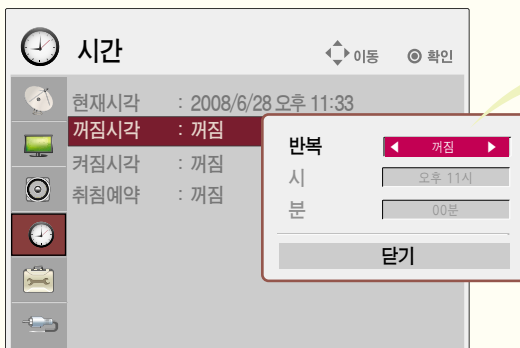 시간 이동 확인
현재시각 : 2008/6/28 오후 11:33
꺼짐시각 : 꺼짐
켜짐시각 : 꺼짐
취침예약 : 꺼짐
반복 꺼짐
시 오후 11시
분 00분
닫기